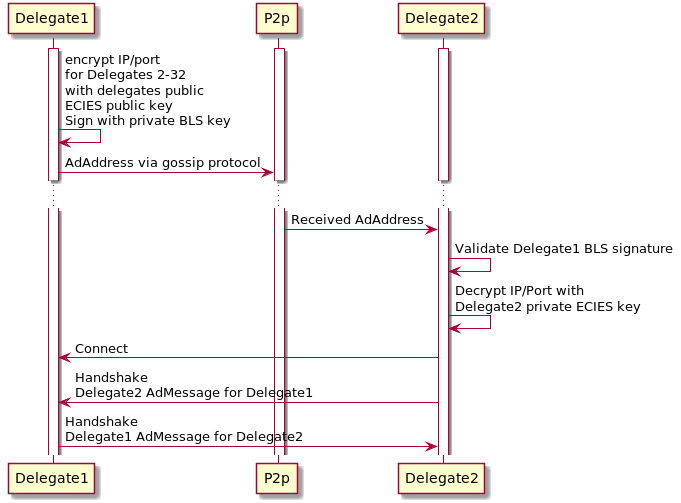 Delegate1
P2p
Delegate2
encrypt IP/port
for Delegates 2-32
with delegates public
ECIES public key
Sign with private BLS key
AdAddress via gossip protocol
Received AdAddress
Validate Delegate1 BLS signature
Decrypt IP/Port with
Delegate2 private ECIES key
Connect
Handshake
Delegate2 AdMessage for Delegate1
Handshake
Delegate1 AdMessage for Delegate2
Delegate1
P2p
Delegate2